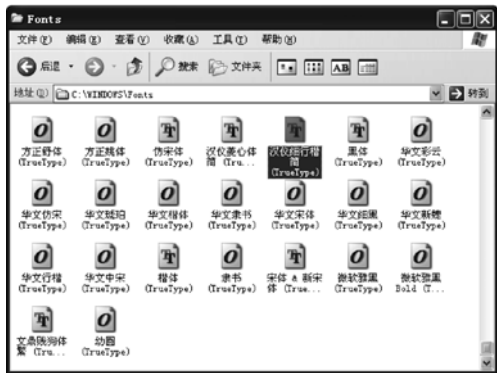 Fonts
文件(F) 编辑(E) 查看(V) 收藏(A) 工具(T) 帮助(H)
后退 搜索 文件夹
地址(D) C:\WINDOWS\Fonts 转到
方正舒体 (TrueType)
方正姚体 (TrueType)
仿宋体 (TrueType)
汉仪菱心体简 (Tru...
汉仪细行楷简 (TrueType)
黑体 (TrueType)
华文彩云 (TrueType)
华文仿宋 (TrueType)
华文琥珀 (TrueType)
华文楷体 (TrueType)
华文隶书 (TrueType)
华文宋体 (TrueType)
华文细黑 (TrueType)
华文新魏 (TrueType)
华文行楷 (TrueType)
华文中宋 (TrueType)
楷体 (TrueType)
隶书 (TrueType)
宋体 & 新宋体 (True...
微软雅黑 (TrueType)
微软雅黑 Bold (T...
文鼎贱狗体繁 (Tru...
幼圆 (TrueType)